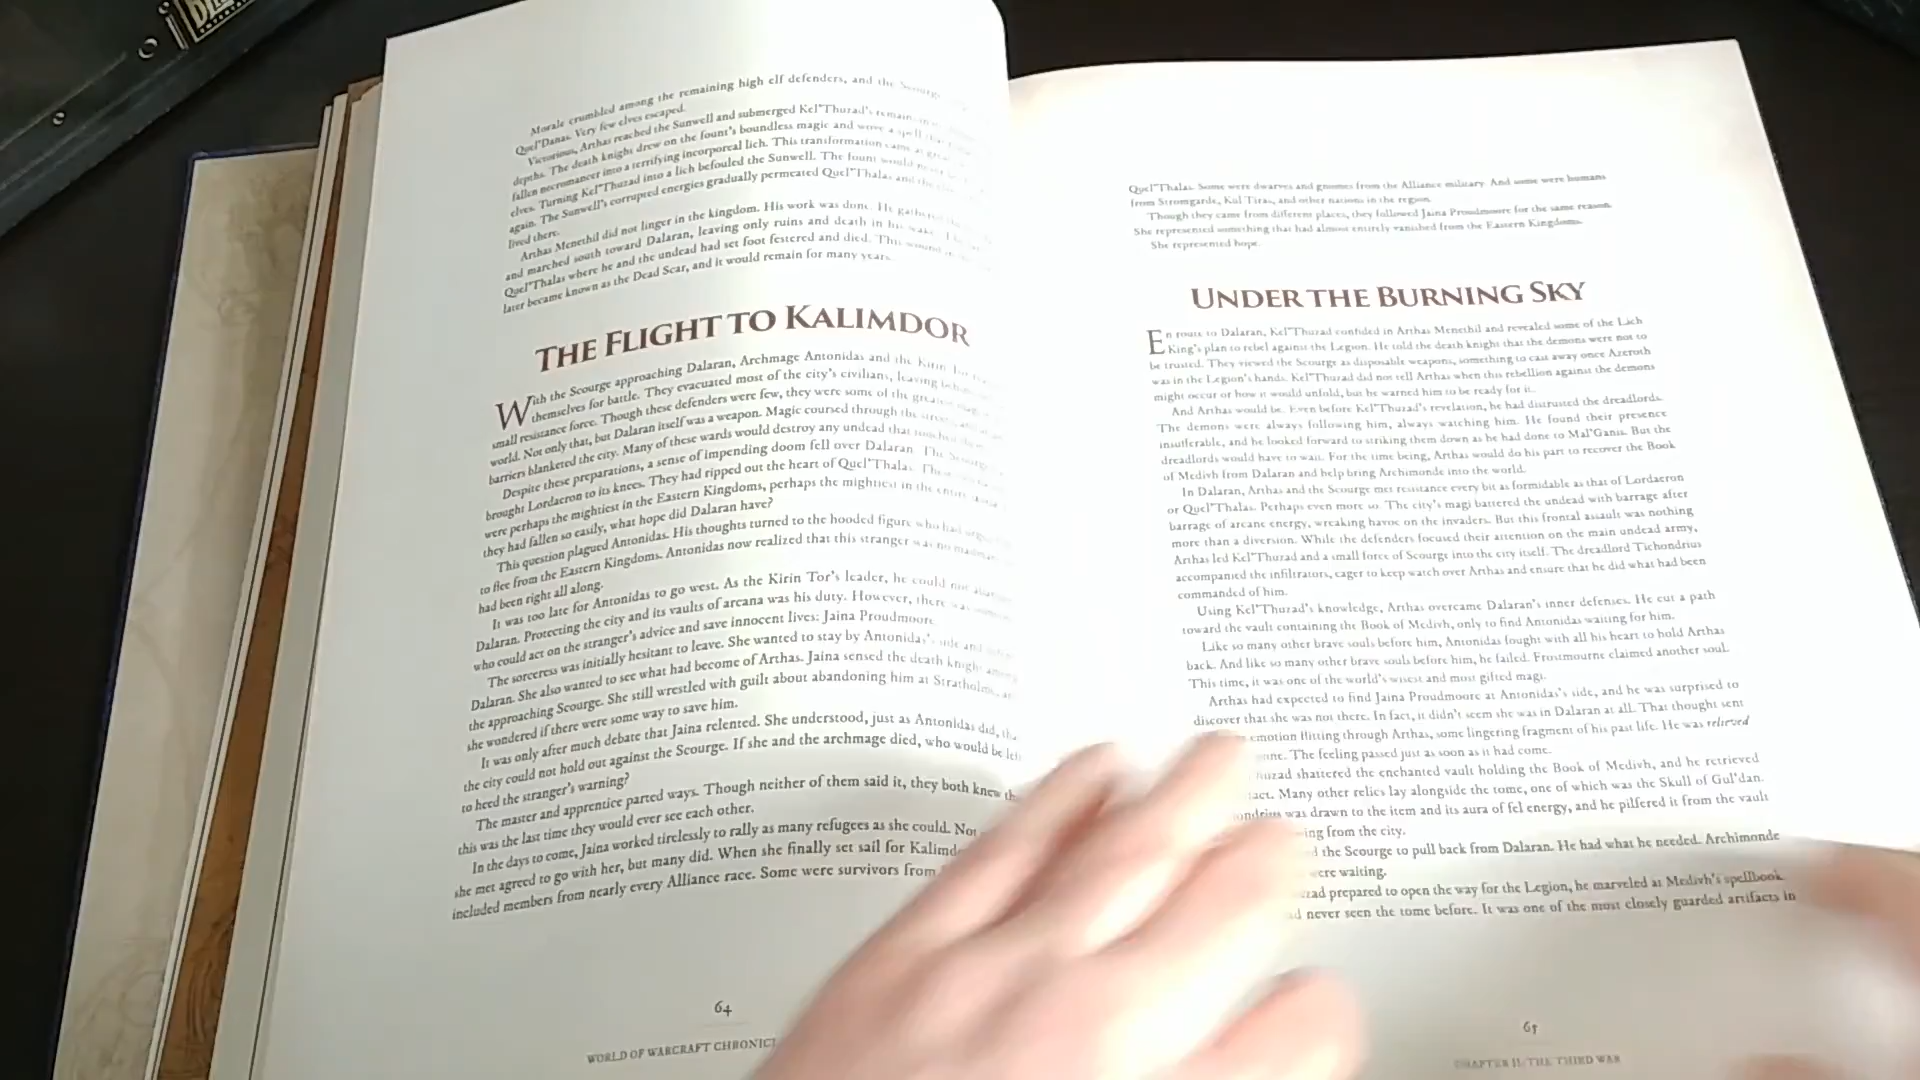 Morale crumbled among the remaining high elf defenders, and the Scourge
Quel'Danas. Very few elves escaped.
Victorious, Arthas reached the Sunwell and submerged Kel'Thuzad's remains in
depths. The death knight drew on the fount's boundless magic and wove a spell
fallen necromancer into a terrifying incorporeal lich. This transformation came at
elves. Turning Kel'Thuzad into a lich befouled the Sunwell. The fount would
again. The Sunwell's corrupted energies gradually permeated Quel'Thalas and the
lived there.
Arthas Menethil did not linger in the kingdom. His work was done. He gathered
and marched south toward Dalaran, leaving only ruins and death in his wake. The
Quel'Thalas where he and the undead had set foot festered and died. This wound
later became known as the Dead Scar, and it would remain for many years.
THE FLIGHT TO KALIMDOR
With the Scourge approaching Dalaran, Archmage Antonidas and the Kirin Tor
themselves for battle. They evacuated most of the city's civilians, leaving
small resistance force. Though these defenders were few, they were some of the greatest
world. Not only that, but Dalaran itself was a weapon. Magic coursed through the
barriers blanketed the city. Many of these wards would destroy any undead that
Despite these preparations, a sense of impending doom fell over Dalaran. The Scourge
brought Lordaeron to its knees. They had ripped out the heart of Quel'Thalas.
were perhaps the mightiest in the Eastern Kingdoms, perhaps the mightiest in the entire
they had fallen so easily, what hope did Dalaran have?
This question plagued Antonidas. His thoughts turned to the hooded figure who had
to flee from the Eastern Kingdoms. Antonidas now realized that this stranger was no
had been right all along.
It was too late for Antonidas to go west. As the Kirin Tor's leader, he could not
Dalaran. Protecting the city and its vaults of arcana was his duty. However, there was
who could act on the stranger's advice and save innocent lives: Jaina Proudmoore.
The sorceress was initially hesitant to leave. She wanted to stay by Antonidas's side and
Dalaran. She also wanted to see what had become of Arthas. Jaina sensed the death knight among
the approaching Scourge. She still wrestled with guilt about abandoning him at Stratholme,
she wondered if there were some way to save him.
It was only after much debate that Jaina relented. She understood, just as Antonidas did,
the city could not hold out against the Scourge. If she and the archmage died, who would be left
to heed the stranger's warning?
The master and apprentice parted ways. Though neither of them said it, they both knew
this was the last time they would ever see each other.
In the days to come, Jaina worked tirelessly to rally as many refugees as she could. Not
she met agreed to go with her, but many did. When she finally set sail for
included members from nearly every Alliance race. Some were survivors from
64
WORLD OF WARCRAFT
Quel'Thalas. Some were dwarves and gnomes from the Alliance military. And some were humans
from Stromgarde, Kul Tiras, and other nations in the region.
Though they came from different places, they followed Jaina Proudmoore for the same reason.
She represented something that had almost entirely vanished from the Eastern Kingdoms.
She represented hope.
UNDER THE BURNING SKY
En route to Dalaran, Kel'Thuzad confided in Arthas Menethil and revealed some of the Lich
King's plan to rebel against the Legion. He told the death knight that the demons were not to
be trusted. They viewed the Scourge as disposable weapons, something to cast away once Azeroth
was in the Legion's hands. Kel'Thuzad did not tell Arthas when this rebellion against the demons
might occur or how it would unfold, but he warned him to be ready for it.
And Arthas would be. Even before Kel'Thuzad's revelation, he had distrusted the dreadlords.
The demons were always following him, always watching him. He found their presence
insufferable, and he looked forward to striking them down as he had done to Mal'Ganis. But the
dreadlords would have to wait. For the time being, Arthas would do his part to recover the Book
of Medivh from Dalaran and help bring Archimonde into the world.
In Dalaran, Arthas and the Scourge met resistance every bit as formidable as that of Lordaeron
or Quel'Thalas. Perhaps even more so. The city's magi battered the undead with barrage after
barrage of arcane energy, wreaking havoc on the invaders. But this frontal assault was nothing
more than a diversion. While the defenders focused their attention on the main undead army,
Arthas led Kel'Thuzad and a small force of Scourge into the city itself. The dreadlord Tichondrius
accompanied the infiltrators, eager to keep watch over Arthas and ensure that he did what had been
commanded of him.
Using Kel'Thuzad's knowledge, Arthas overcame Dalaran's inner defenses. He cut a path
toward the vault containing the Book of Medivh, only to find Antonidas waiting for him.
Like so many other brave souls before him, Antonidas fought with all his heart to hold Arthas
back. And like so many other brave souls before him, he failed. Frostmourne claimed another soul.
This time, it was one of the world's wisest and most gifted magi.
Arthas had expected to find Jaina Proudmoore at Antonidas's side, and he was surprised to
discover that she was not there. In fact, it didn't seem she was in Dalaran at all. That thought sent
emotion flitting through Arthas, some lingering fragment of his past life. He was relieved
The feeling passed just as soon as it had come.
shattered the enchanted vault holding the Book of Medivh, and he retrieved
Many other relics lay alongside the tome, one of which was the Skull of Gul'dan.
was drawn to the item and its aura of fel energy, and he pilfered it from the vault
from the city.
the Scourge to pull back from Dalaran. He had what he needed. Archimonde
were waiting.
prepared to open the way for the Legion, he marveled at Medivh's spellbook.
never seen the tome before. It was one of the most closely guarded artifacts in
65
CHAPTER II: THE THIRD WAR